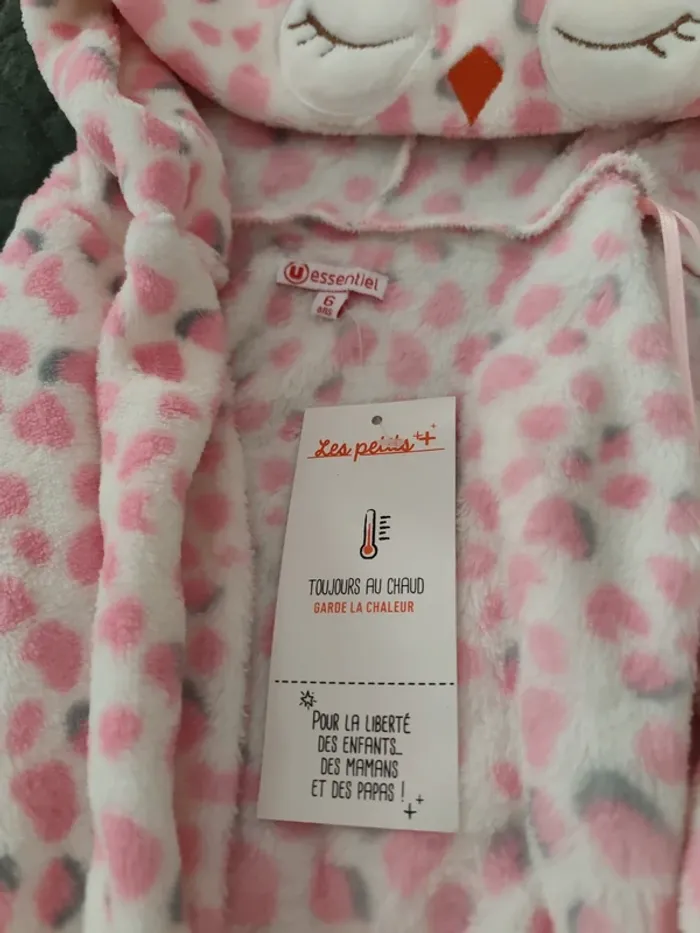 U essentiel
6
ans
Les petits ++
TOUJOURS AU CHAUD
GARDE LA CHALEUR
POUR LA LIBERTÉ
DES ENFANTS...
DES MAMANS
ET DES PAPAS !